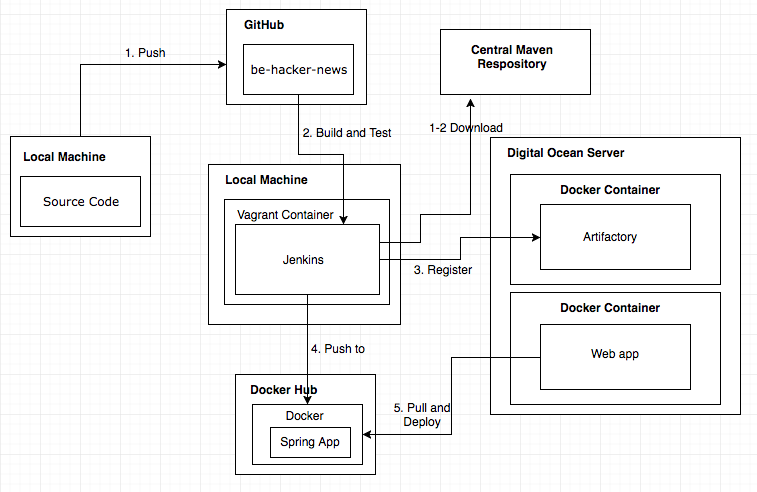 GitHub
be-hacker-news
1. Push
Central Maven
Respository
Local Machine
Source Code
2. Build and Test
1-2 Download
Local Machine
Vagrant Container
Jenkins
Digital Ocean Server
Docker Container
Artifactory
3. Register
Docker Container
Web app
4. Push to
Docker Hub
Docker
Spring App
5. Pull and
Deploy